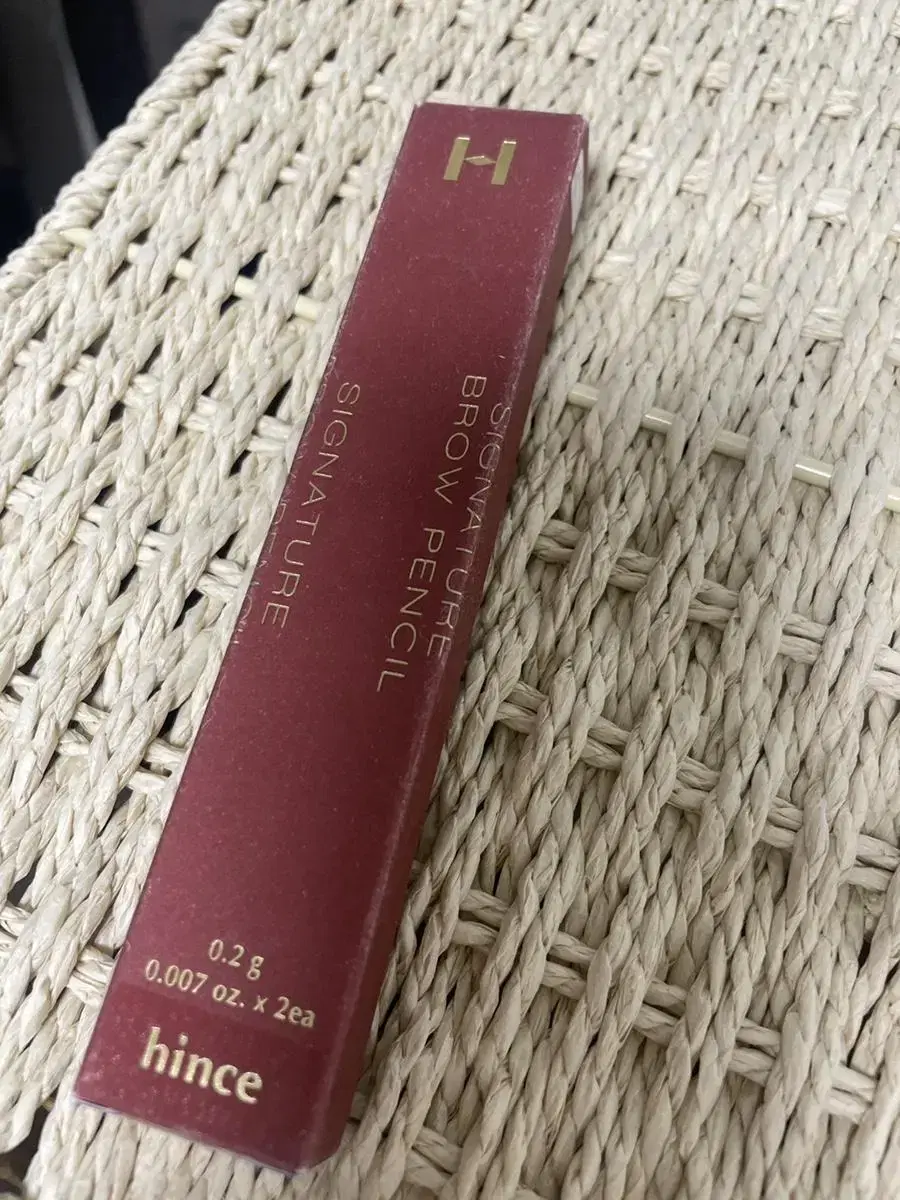 H
SIGNATURE
BROW PENCIL
SIGNATURE
0.2 g
0.007 oz. x 2ea
hince